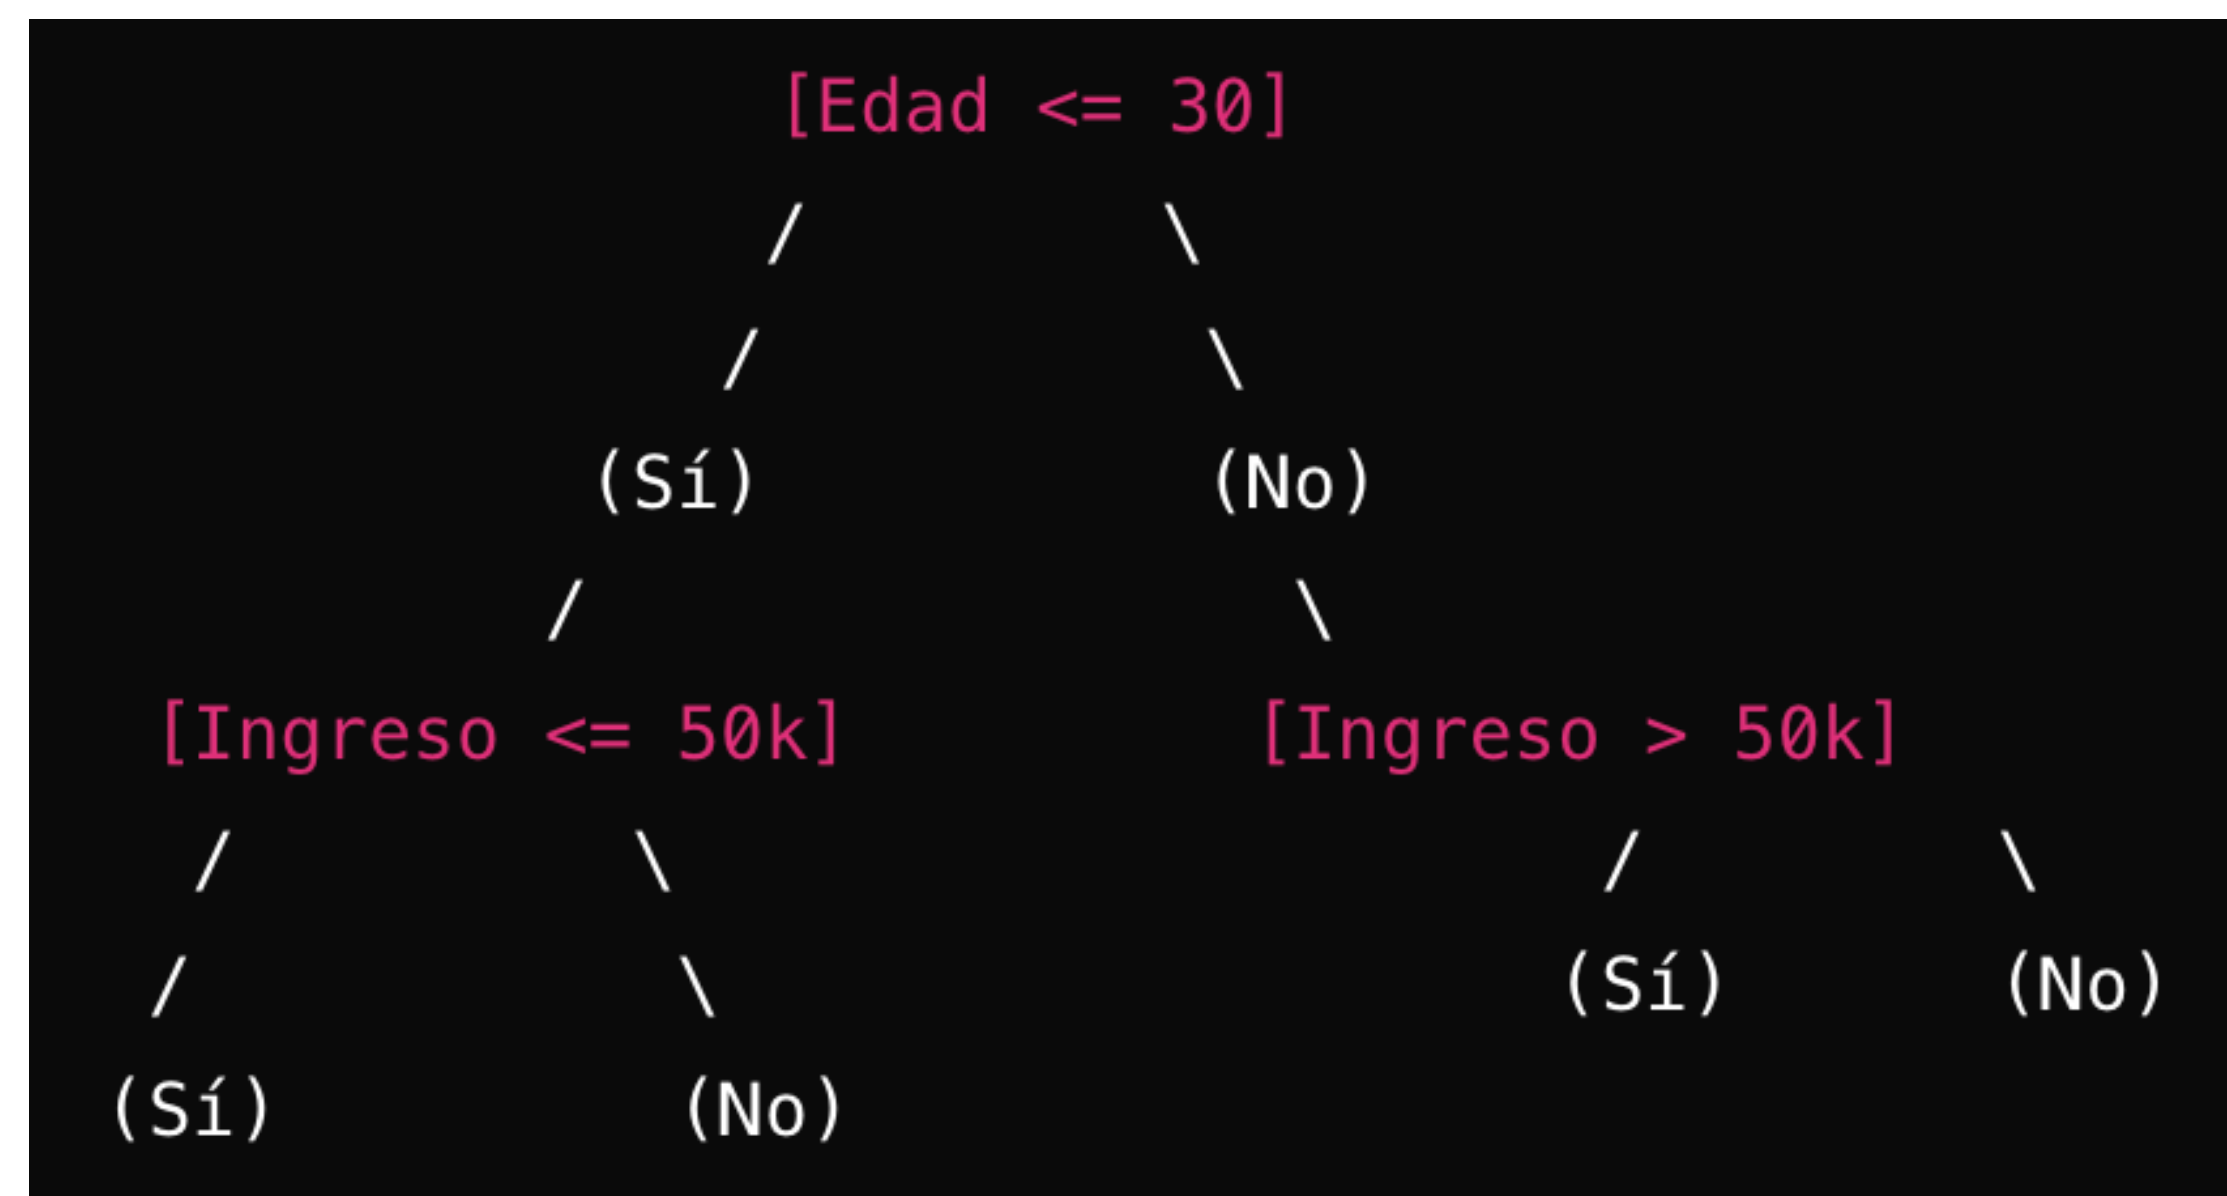 [Edad <= 30]
/ \
/ \
(Sí) (No)
/ \
[Ingreso <= 50k] [Ingreso > 50k]
/ \ / \
/ \ (Sí) (No)
(Sí) (No)